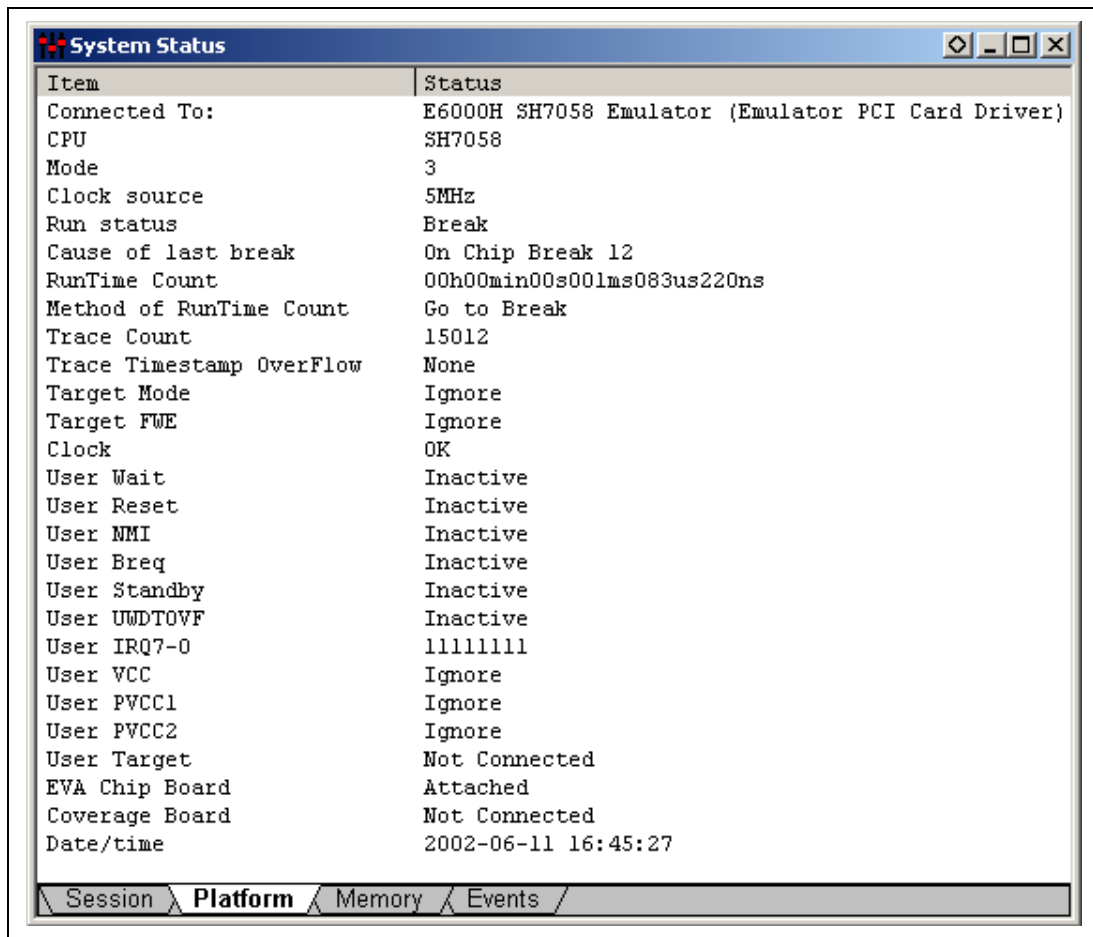 System Status
Item Status
Connected To: E6000H SH7058 Emulator (Emulator PCI Card Driver)
CPU SH7058
Mode 3
Clock source 5MHz
Run status Break
Cause of last break On Chip Break 12
RunTime Count 00h00min00s001ms083us220ns
Method of RunTime Count Go to Break
Trace Count 15012
Trace Timestamp OverFlow None
Target Mode Ignore
Target FWE Ignore
Clock OK
User Wait Inactive
User Reset Inactive
User NMI Inactive
User Breq Inactive
User Standby Inactive
User UWDTOVF Inactive
User IRQ7-0 11111111
User VCC Ignore
User PVCC1 Ignore
User PVCC2 Ignore
User Target Not Connected
EVA Chip Board Attached
Coverage Board Not Connected
Date/time 2002-06-11 16:45:27
Session Platform Memory Events